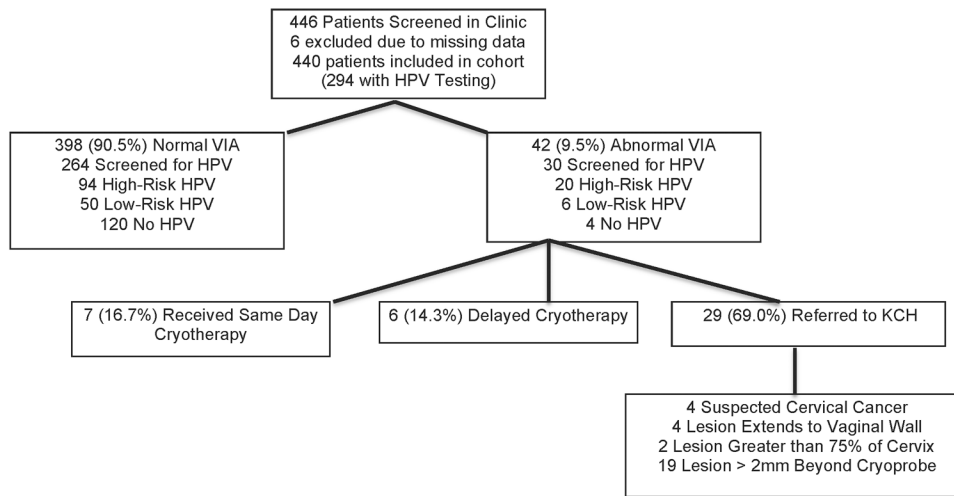 446 Patients Screened in Clinic
6 excluded due to missing data
440 patients included in cohort
(294 with HPV Testing)
398 (90.5%) Normal VIA
264 Screened for HPV
94 High-Risk HPV
50 Low-Risk HPV
120 No HPV
42 (9.5%) Abnormal VIA
30 Screened for HPV
20 High-Risk HPV
6 Low-Risk HPV
4 No HPV
7 (16.7%) Received Same Day
Cryotherapy
6 (14.3%) Delayed Cryotherapy
29 (69.0%) Referred to KCH
4 Suspected Cervical Cancer
4 Lesion Extends to Vaginal Wall
2 Lesion Greater than 75% of Cervix
19 Lesion > 2mm Beyond Cryoprobe